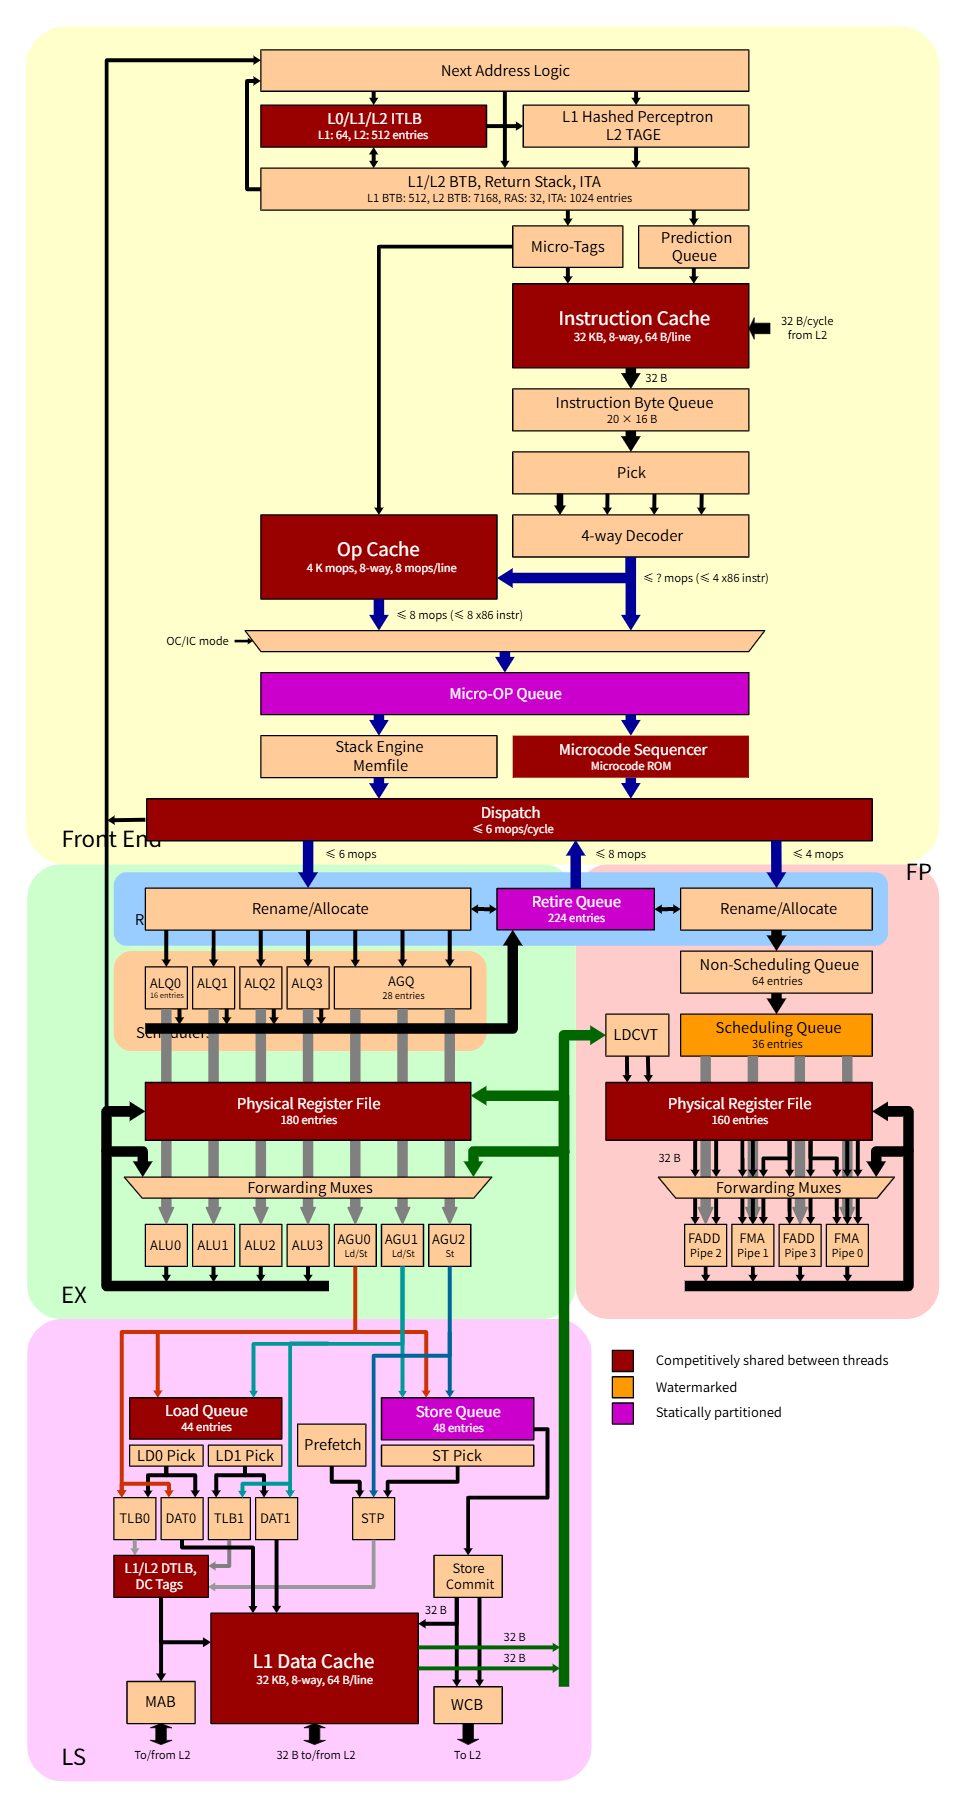 Next Address Logic
L0/L1/L2 ITLB
L1: 64, L2: 512 entries
L1 Hashed Perceptron
L2 TAGE
L1/L2 BTB, Return Stack, ITA
L1 BTB: 512, L2 BTB: 7168, RAS: 32, ITA: 1024 entries
Micro-Tags
Prediction
Queue
Instruction Cache
32 KB, 8-way, 64 B/line
32 B/cycle
from L2
32 B
Instruction Byte Queue
20 × 16 B
Pick
4-way Decoder
Op Cache
4 K mops, 8-way, 8 mops/line
⩽ ? mops (⩽ 4 x86 instr)
⩽ 8 mops (⩽ 8 x86 instr)
OC/IC mode
Micro-OP Queue
Stack Engine
Memfile
Microcode Sequencer
Microcode ROM
Dispatch
⩽ 6 mops/cycle
Front End
⩽ 6 mops
⩽ 8 mops
⩽ 4 mops
FP
R
Rename/Allocate
Retire Queue
224 entries
Rename/Allocate
ALQ0
16 entries
ALQ1
ALQ2
ALQ3
AGQ
28 entries
Non-Scheduling Queue
64 entries
LDCVT
Scheduling Queue
36 entries
Physical Register File
180 entries
Physical Register File
160 entries
32 B
Forwarding Muxes
Forwarding Muxes
ALU0
ALU1
ALU2
ALU3
AGU0
Ld/St
AGU1
Ld/St
AGU2
St
FADD
Pipe 2
FMA
Pipe 1
FADD
Pipe 3
FMA
Pipe 0
EX
Competitively shared between threads
Watermarked
Statically partitioned
Load Queue
44 entries
Store Queue
48 entries
LD0 Pick
LD1 Pick
Prefetch
ST Pick
TLB0
DAT0
TLB1
DAT1
STP
L1/L2 DTLB,
DC Tags
Store
Commit
32 B
L1 Data Cache
32 KB, 8-way, 64 B/line
32 B
32 B
MAB
WCB
To/from L2
32 B to/from L2
To L2
LS